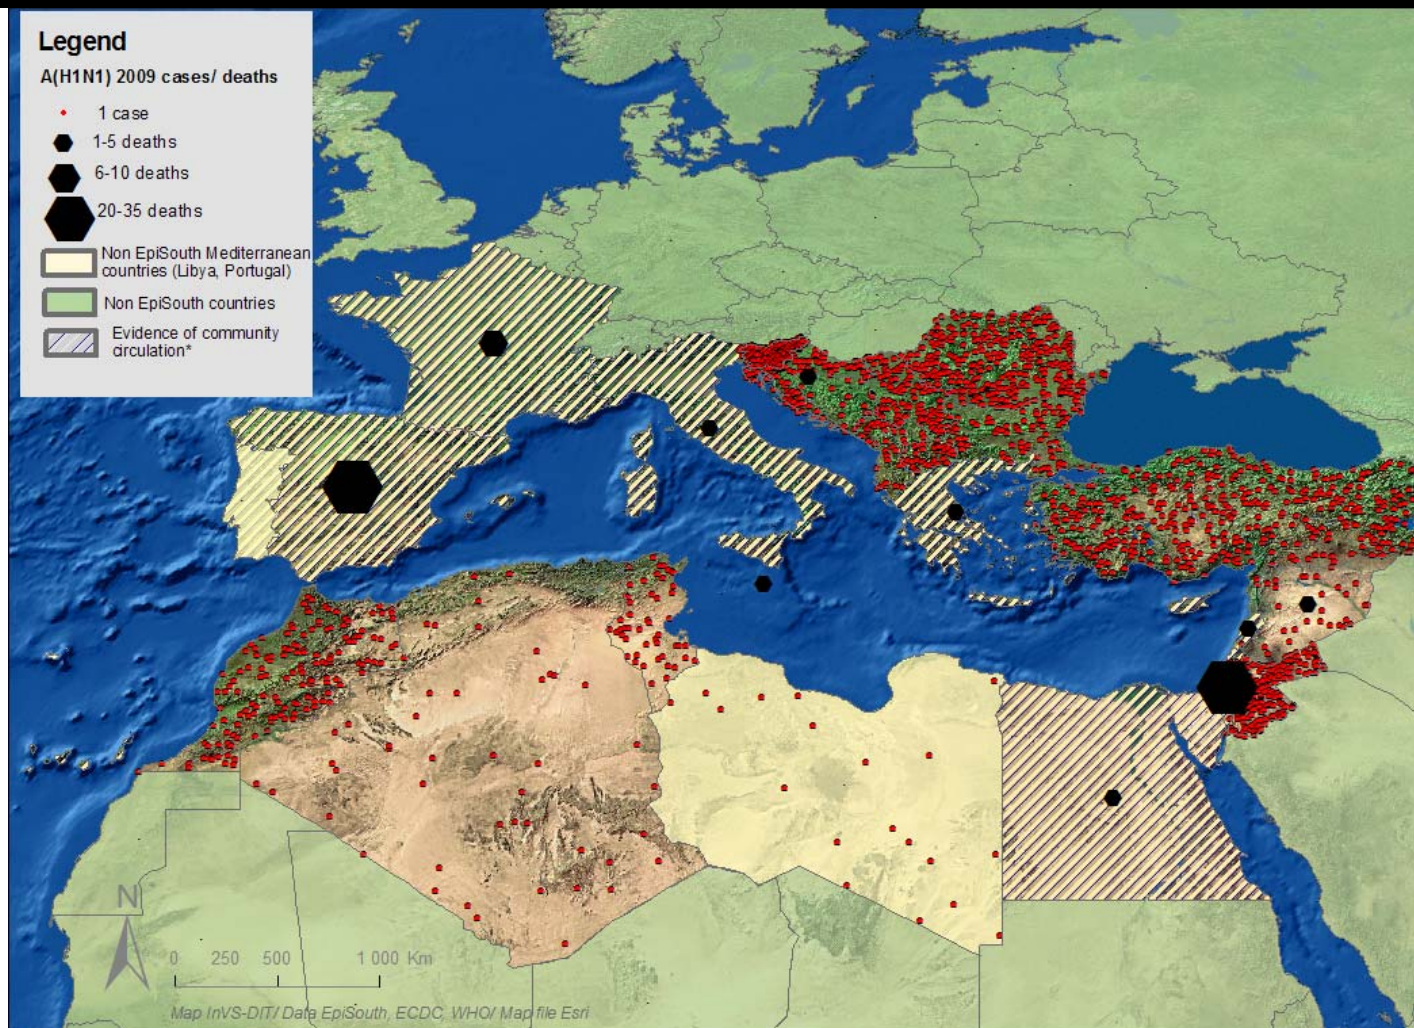 Legend
A(H1N1) 2009 cases/ deaths
1 case
1-5 deaths
6-10 deaths
20-35 deaths
Non EpiSouth Mediterranean
countries (Libya, Portugal)
Non EpiSouth countries
Evidence of community
circulation*
N
0 250 500 1 000 Km
Map InVS-DIT/ Data EpiSouth, ECDC, WHO/ Map file Esri